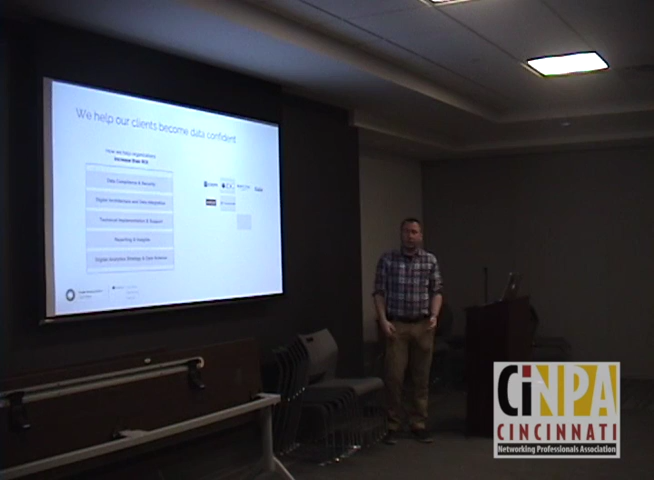 We help our clients become data confident
How we help organizations
Increase their ROI
Data Compliance & Security
Digital Architecture and Data Integration
Technical Implementation & Support
Reporting & Insights
Digital Analytics Strategy & Data Science
CiNPA
CINCINNATI
Networking Professionals Association